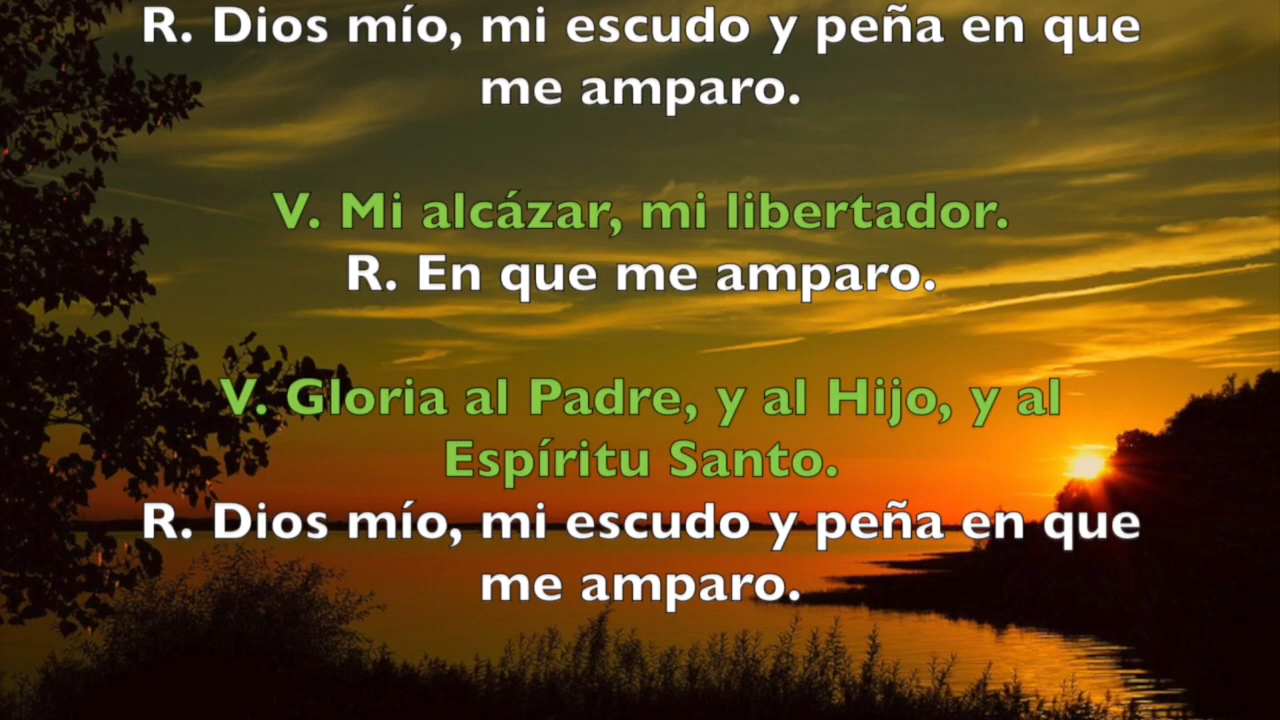 R. Dios mío, mi escudo y peña en que
me amparo.
V. Mi alcázar, mi libertador.
R. En que me amparo.
V. Gloria al Padre, y al Hijo, y al
Espíritu Santo.
R. Dios mío, mi escudo y peña en que
me amparo.